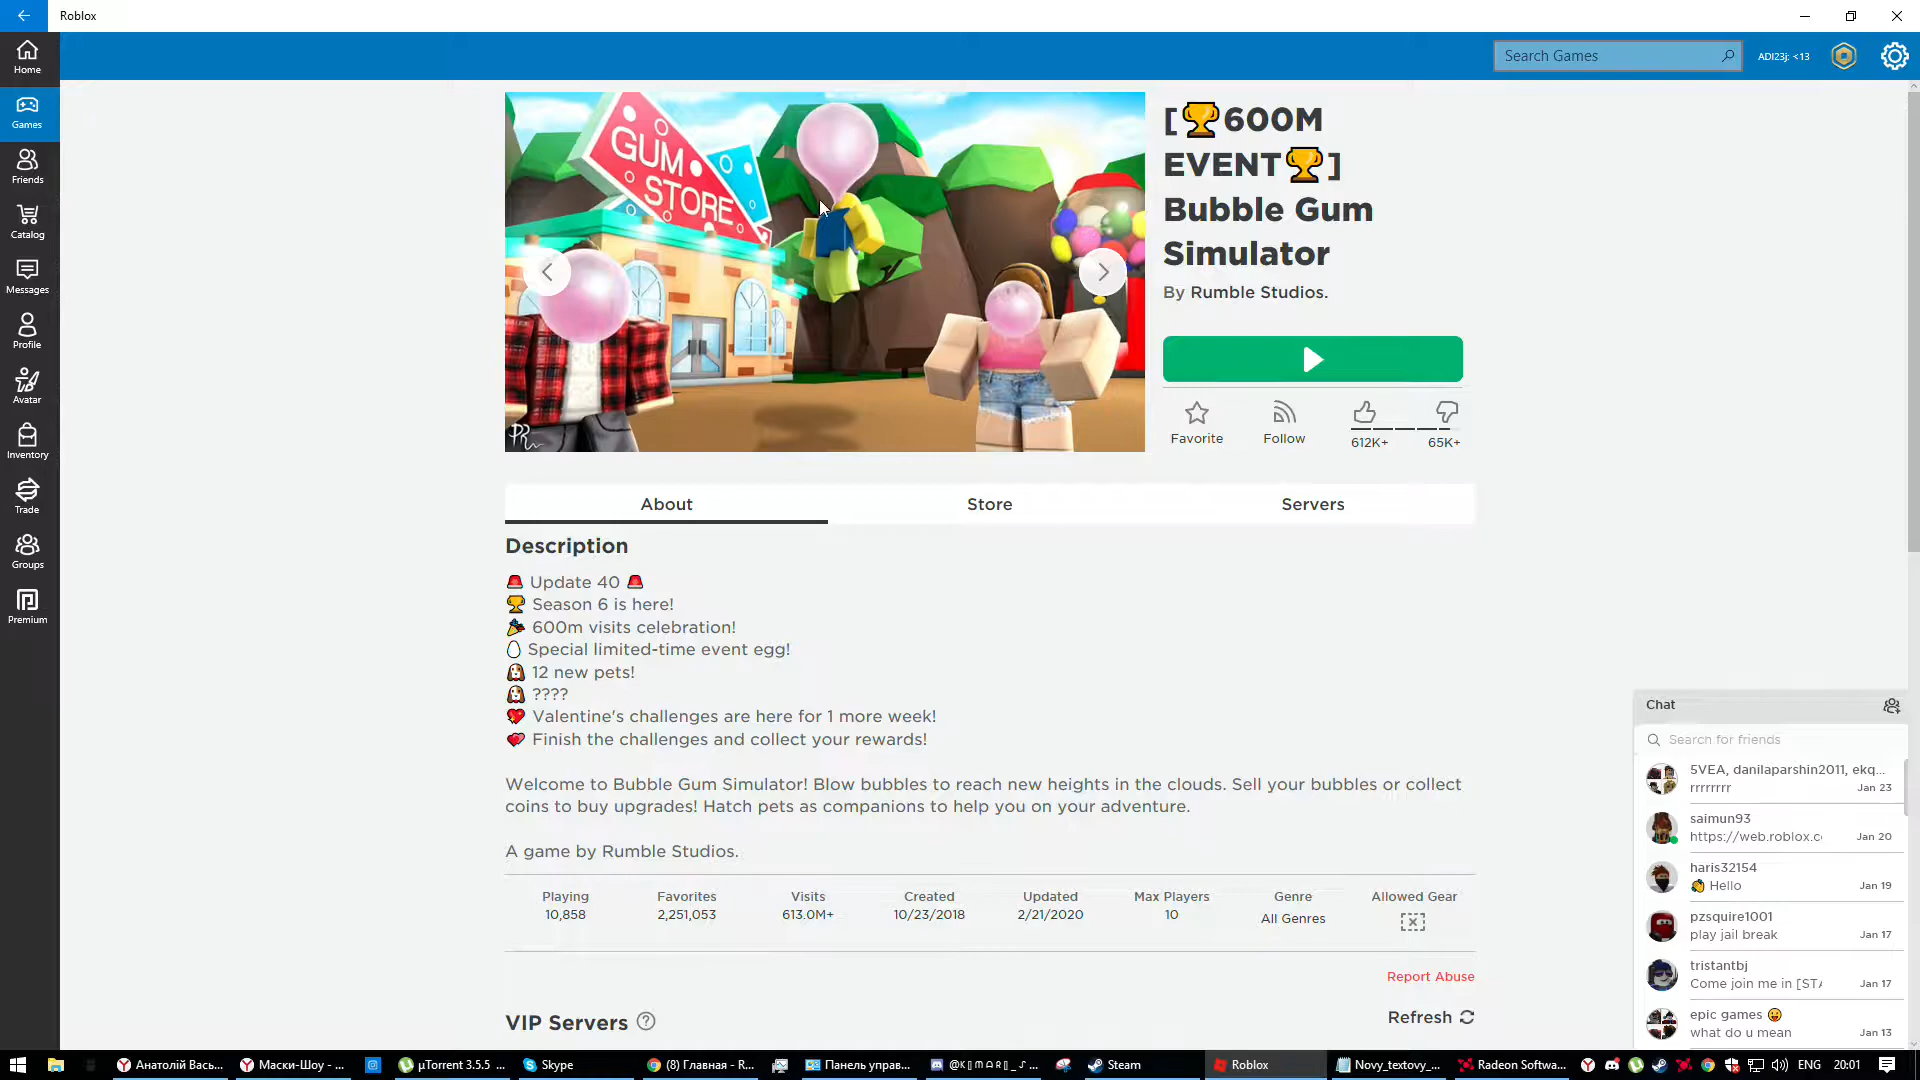 Roblox
Search Games
ADI23j: <13
Home
Games
Friends
Catalog
Messages
Profile
Avatar
Inventory
Trade
Groups
Premium
GUM
STORE
[🏆600M
EVENT🏆]
Bubble Gum
Simulator
By Rumble Studios.
Favorite
Follow
612K+
65K+
About
Store
Servers
Description
🚨 Update 40 🚨
🏆 Season 6 is here!
🎉 600m visits celebration!
🥚 Special limited-time event egg!
🐶 12 new pets!
🐶 ????
💖 Valentine's challenges are here for 1 more week!
💕 Finish the challenges and collect your rewards!
Welcome to Bubble Gum Simulator! Blow bubbles to reach new heights in the clouds. Sell your bubbles or collect
coins to buy upgrades! Hatch pets as companions to help you on your adventure.
A game by Rumble Studios.
Playing
10,858
Favorites
2,251,053
Visits
613.0M+
Created
10/23/2018
Updated
2/21/2020
Max Players
10
Genre
All Genres
Allowed Gear
Report Abuse
VIP Servers
Refresh
Chat
Search for friends
5VEA, danilaparshin2011, ekq...
rrrrrrrr Jan 23
saimun93
https://web.roblox.c Jan 20
haris32154
👋 Hello Jan 19
pzsquire1001
play jail break Jan 17
tristantbj
Come join me in [ST Jan 17
epic games 😜
what do u mean Jan 13
Анатолій Вась...
Маски-Шоу - ...
µTorrent 3.5.5 ...
Skype
(8) Главная - R...
Панель управ...
Steam
Roblox
Novy_textovy_...
Radeon Softwa...
ENG
20:01